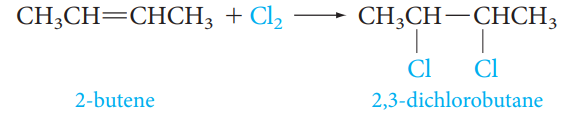 CH₃CH=CHCH₃ + Cl₂ ⟶ CH₃CH—CHCH₃
Cl Cl
2-butene 2,3-dichlorobutane